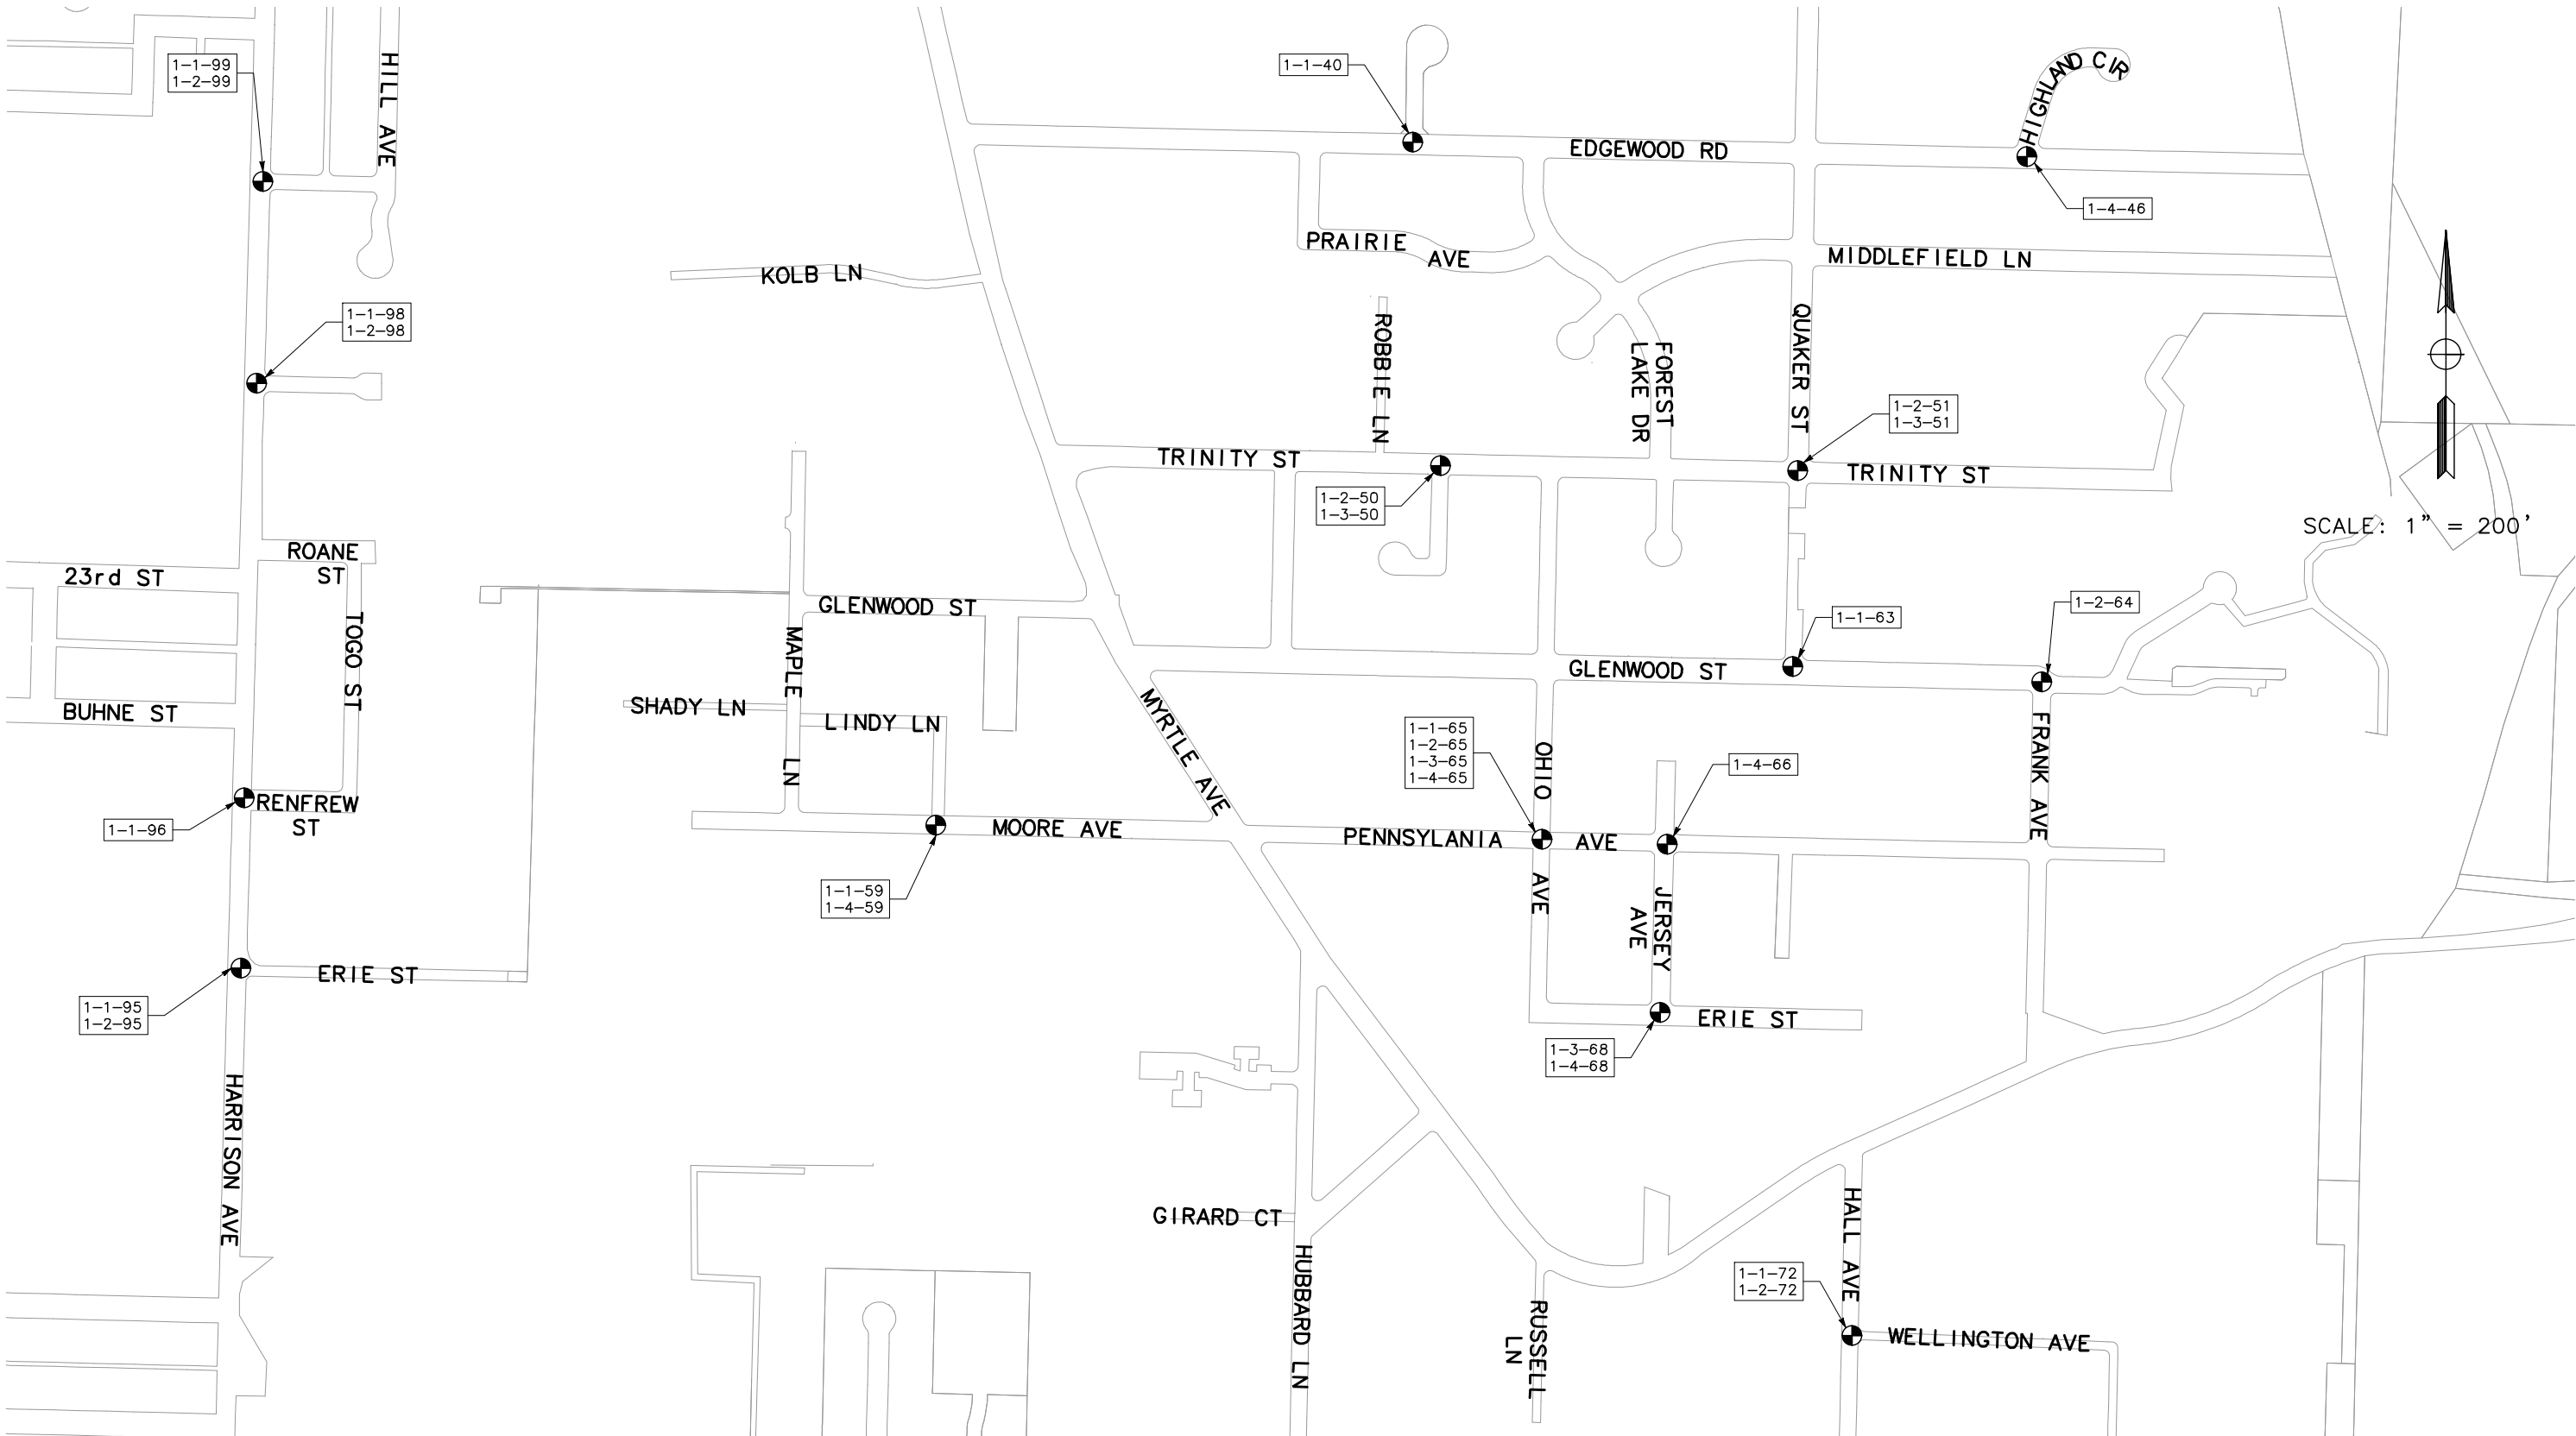 HILL AVE
1-1-99
1-2-99
1-1-40
HIGHLAND CIR
EDGEWOOD RD
1-4-46
PRAIRIE AVE
MIDDLEFIELD LN
KOLB LN
1-1-98
1-2-98
ROBBIE LN
FOREST
LAKE DR
QUAKER ST
1-2-51
1-3-51
TRINITY ST
TRINITY ST
1-2-50
1-3-50
SCALE: 1" = 200'
ROANE
ST
23rd ST
TOGO ST
GLENWOOD ST
MAPLE LN
1-1-63
1-2-64
GLENWOOD ST
SHADY LN
LINDY LN
BUHNE ST
MYRTLE AVE
1-1-65
1-2-65
1-3-65
1-4-65
OHIO AVE
1-4-66
FRANK AVE
RENFREW
ST
1-1-96
MOORE AVE
PENNSYLANIA AVE
1-1-59
1-4-59
JERSEY
AVE
ERIE ST
1-1-95
1-2-95
ERIE ST
1-3-68
1-4-68
HARRISON AVE
GIRARD CT
HUBBARD LN
HALL AVE
1-1-72
1-2-72
RUSSELL
LN
WELLINGTON AVE